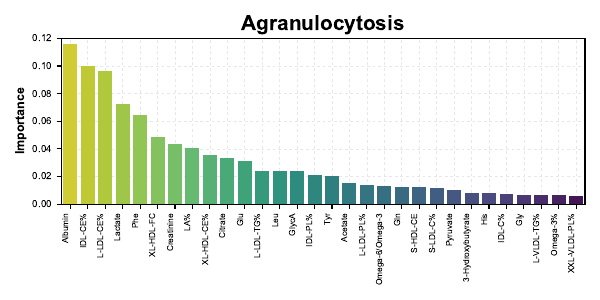 Agranulocytosis
Importance
0.12
0.10
0.08
0.06
0.04
0.02
0.00
Albumin
IDL-CE%
L-LDL-CE%
Lactate
Phe
XL-HDL-FC
Creatinine
LA%
XL-HDL-CE%
Citrate
Glu
L-LDL-TG%
Leu
GlycA
IDL-PL%
Tyr
Acetate
L-LDL-PL%
Omega-6/Omega-3
Gln
S-HDL-CE
S-LDL-C%
Pyruvate
3-Hydroxybutyrate
His
IDL-C%
Gly
L-VLDL-TG%
Omega-3%
XXL-VLDL-PL%